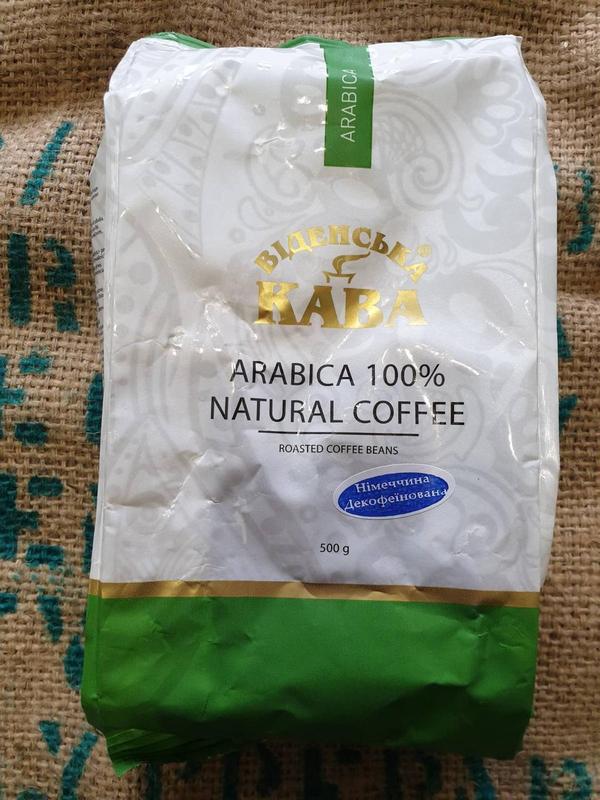 ARABICA
ВІДЕНСЬКА®
КАВА
ARABICA 100%
NATURAL COFFEE
ROASTED COFFEE BEANS
Німеччина
Декофеїнована
500 g